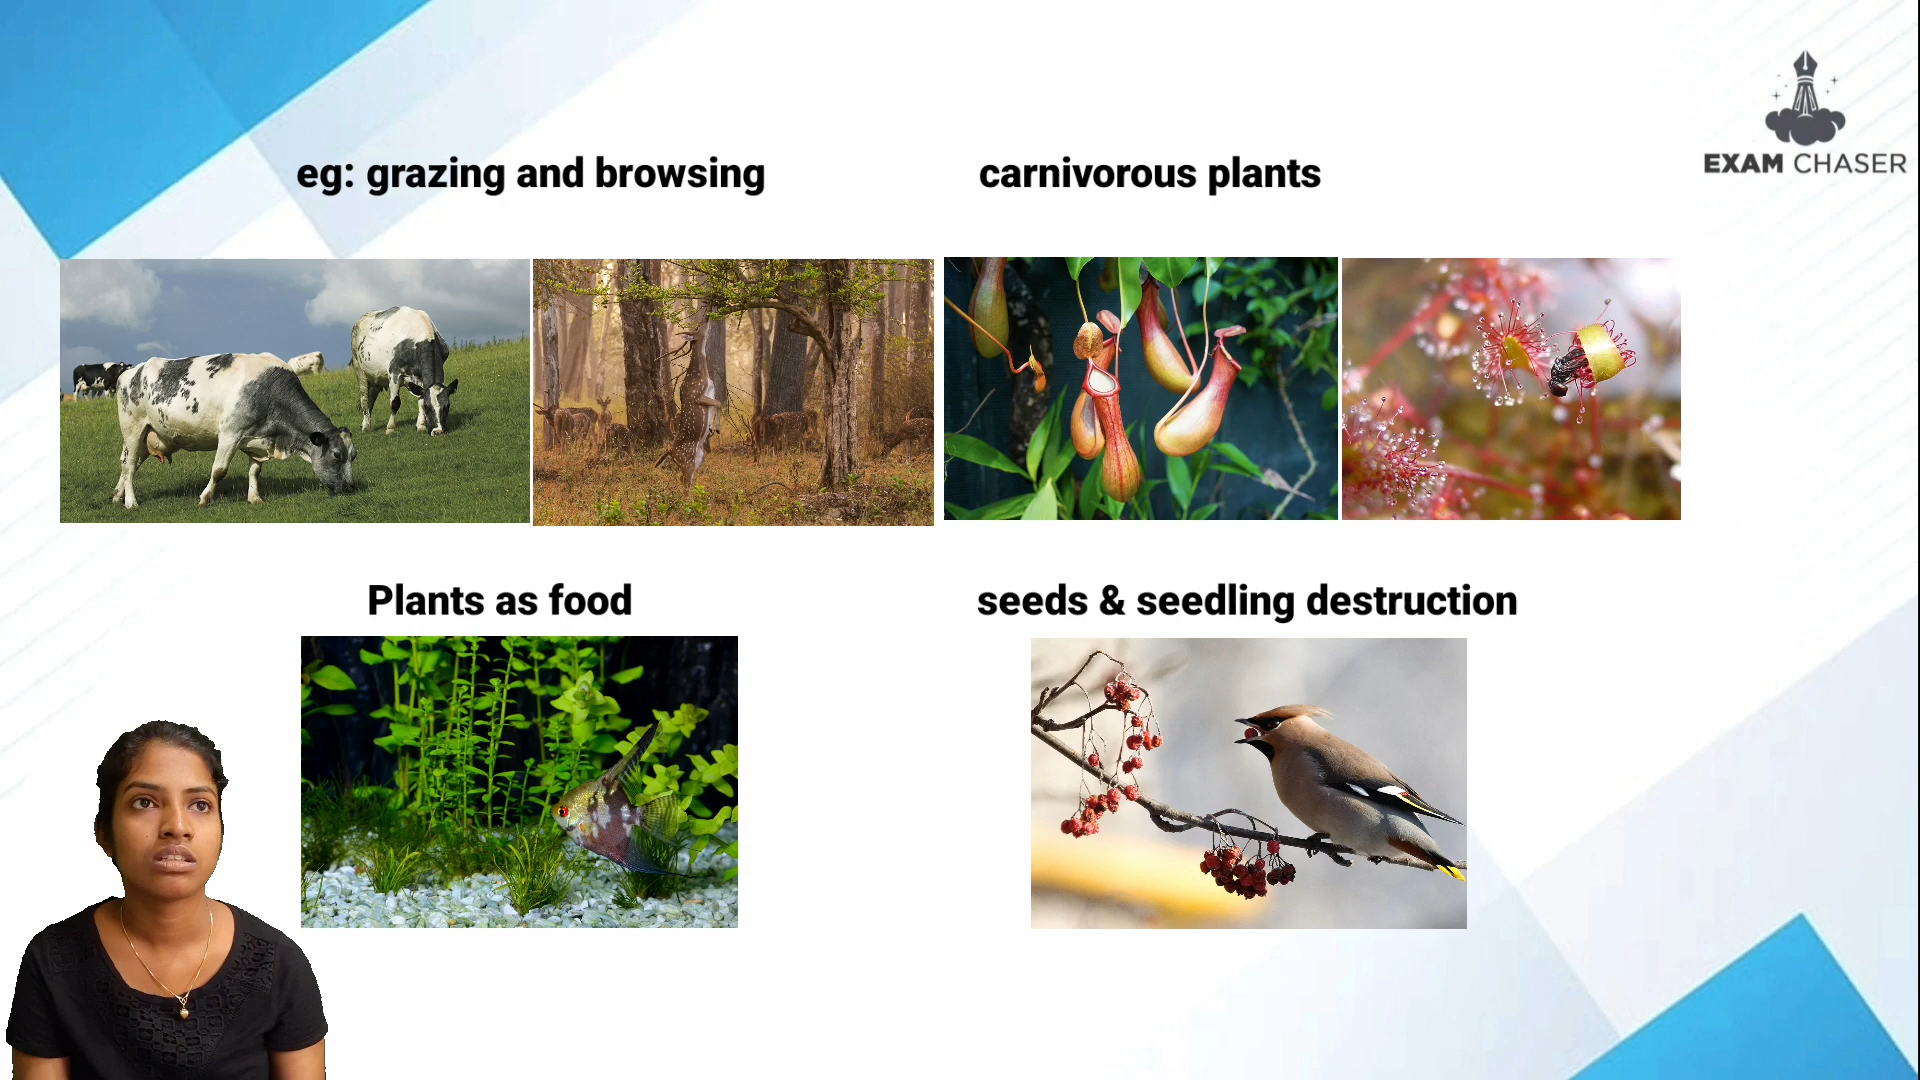 EXAM CHASER
eg: grazing and browsing
carnivorous plants
Plants as food
seeds & seedling destruction